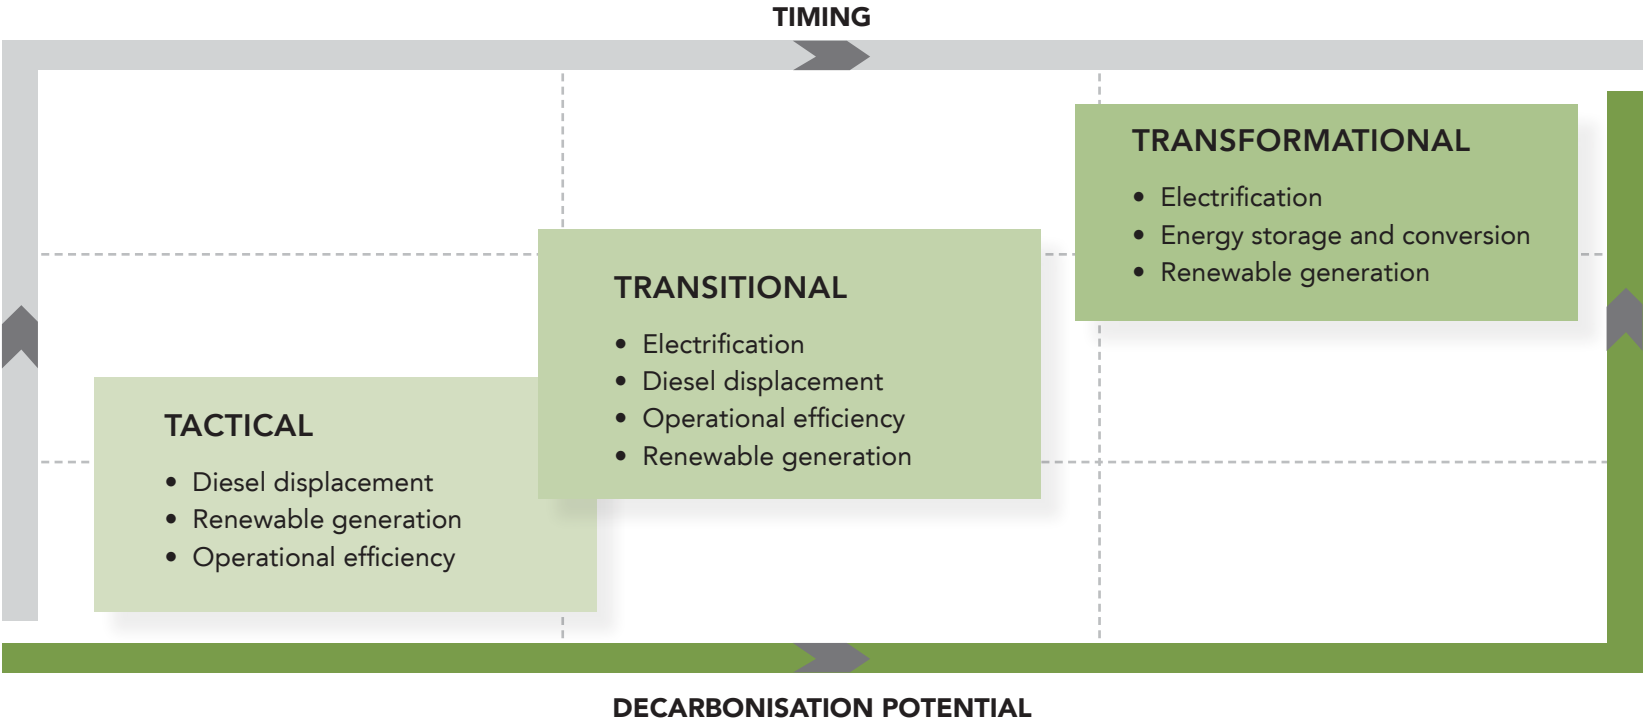 TIMING
TRANSFORMATIONAL
• Electrification
• Energy storage and conversion
• Renewable generation
TRANSITIONAL
• Electrification
• Diesel displacement
• Operational efficiency
• Renewable generation
TACTICAL
• Diesel displacement
• Renewable generation
• Operational efficiency
DECARBONISATION POTENTIAL